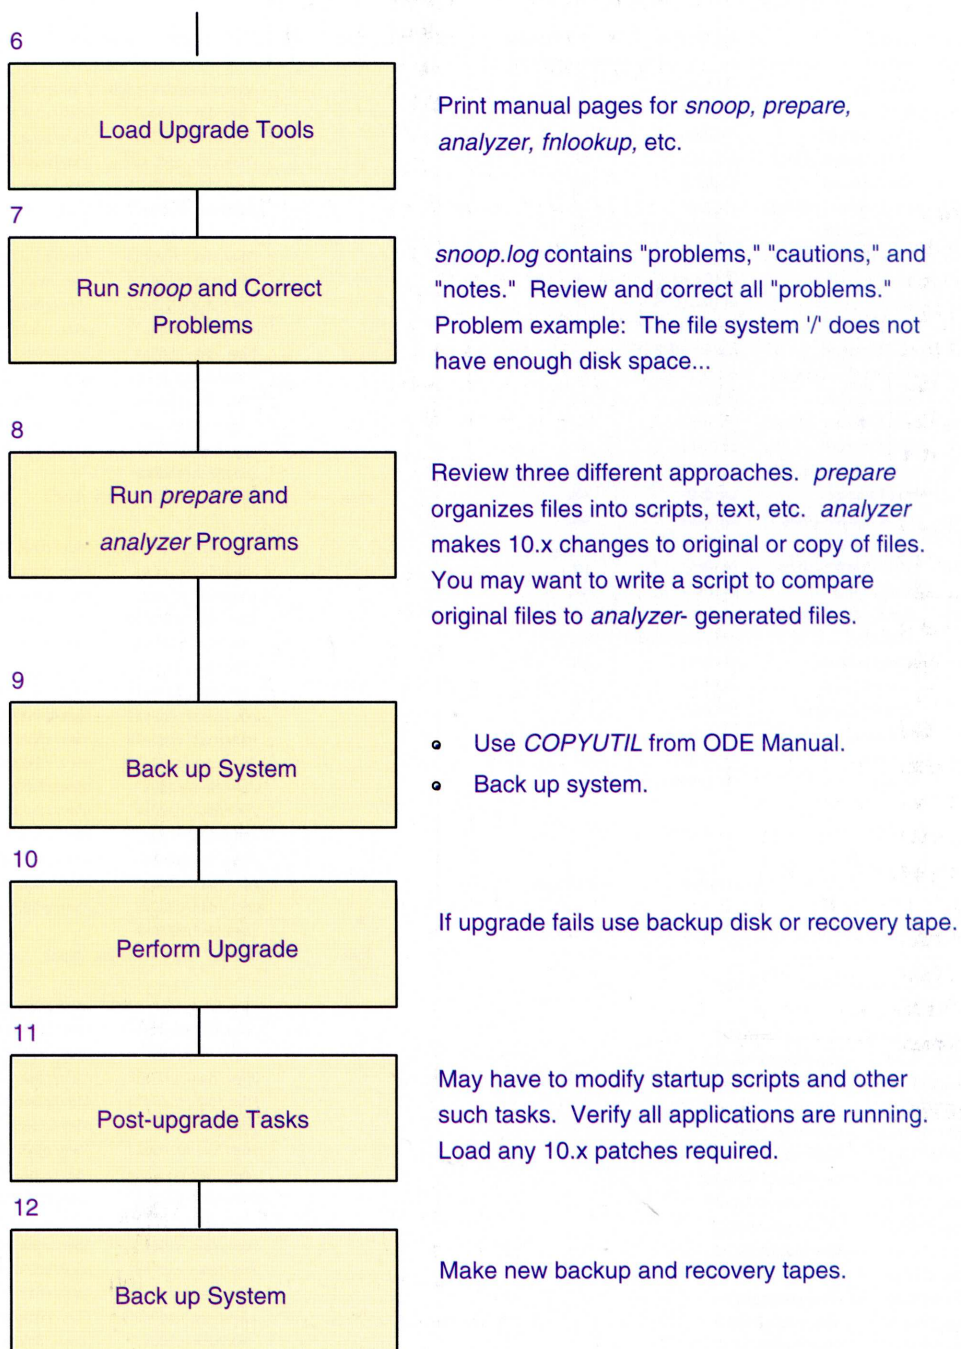 6
Load Upgrade Tools
Print manual pages for snoop, prepare,
analyzer, fnlookup, etc.
7
Run snoop and Correct
Problems
snoop.log contains "problems," "cautions," and
"notes." Review and correct all "problems."
Problem example: The file system '/' does not
have enough disk space...
8
Run prepare and
analyzer Programs
Review three different approaches. prepare
organizes files into scripts, text, etc. analyzer
makes 10.x changes to original or copy of files.
You may want to write a script to compare
original files to analyzer- generated files.
9
Back up System
Use COPYUTIL from ODE Manual.
Back up system.
10
Perform Upgrade
If upgrade fails use backup disk or recovery tape.
11
Post-upgrade Tasks
May have to modify startup scripts and other
such tasks. Verify all applications are running.
Load any 10.x patches required.
12
Back up System
Make new backup and recovery tapes.